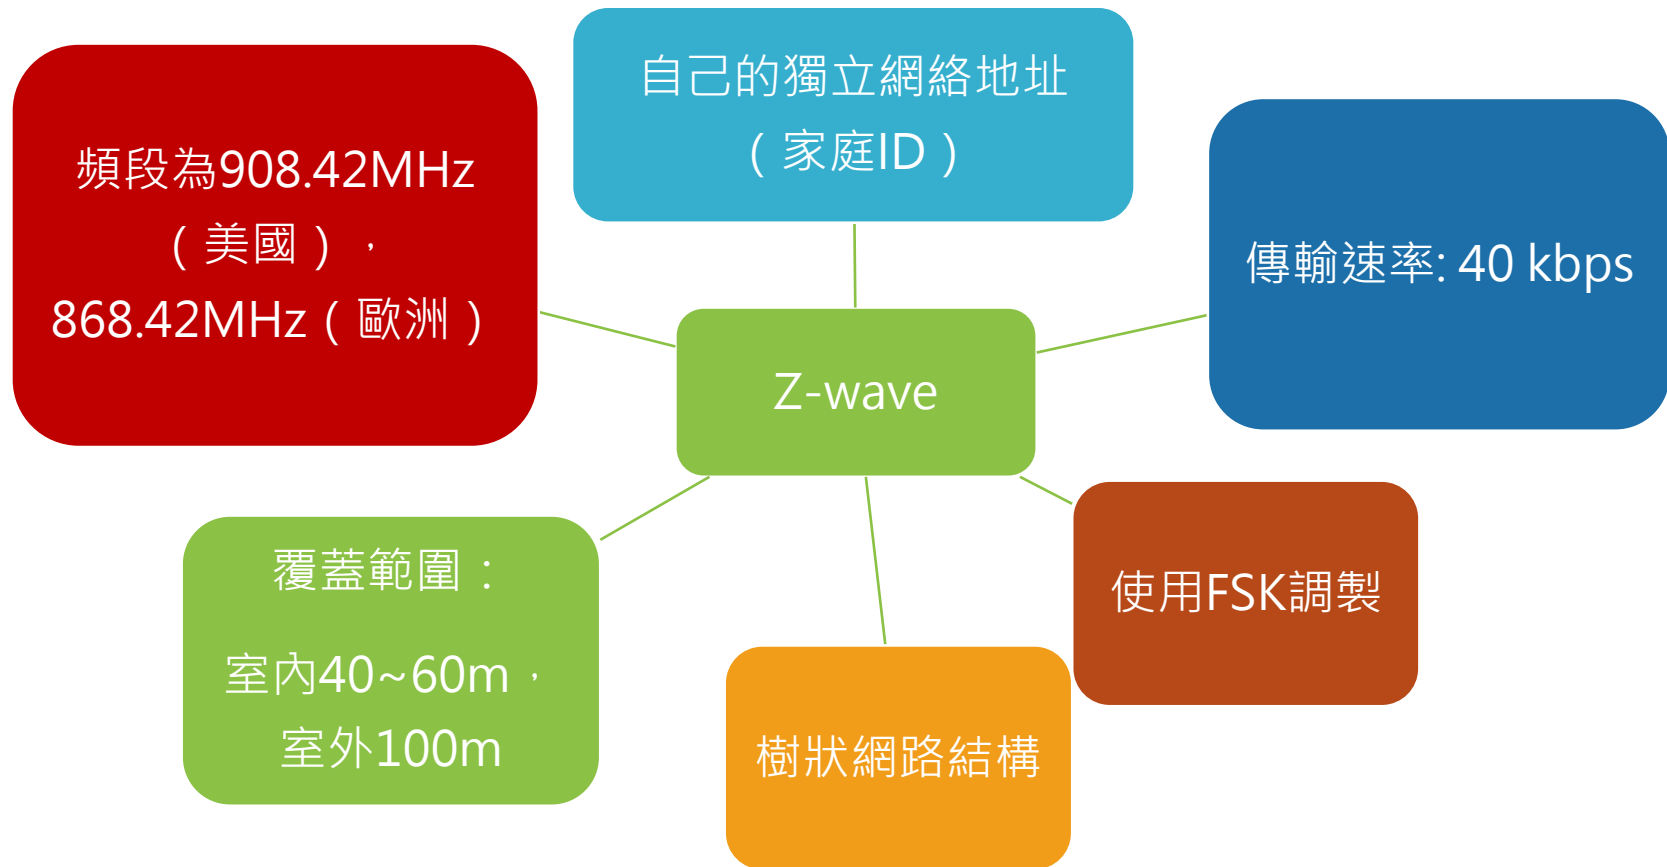 自己的獨立網絡地址
（家庭ID）
頻段為908.42MHz
（美國），
868.42MHz（歐洲）
傳輸速率: 40 kbps
Z-wave
覆蓋範圍：
室內40~60m，
室外100m
使用FSK調製
樹狀網路結構